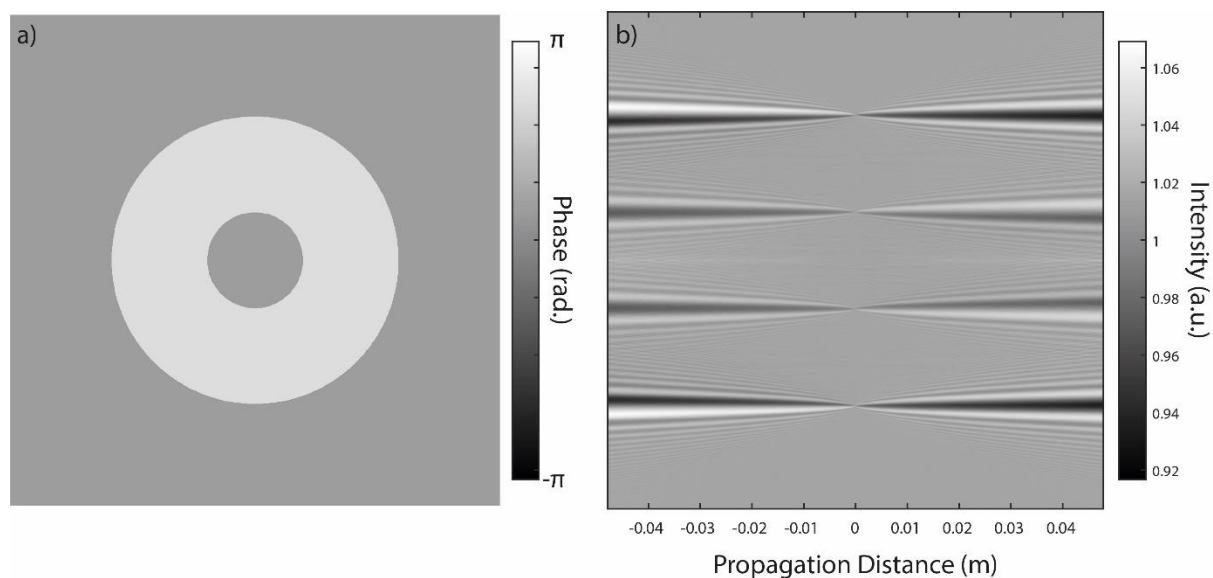 a)
π
Phase (rad.)
-π
b)
1.06
1.04
1.02
1
0.98
0.96
0.94
0.92
Intensity (a.u.)
-0.04 -0.03 -0.02 -0.01 0 0.01 0.02 0.03 0.04
Propagation Distance (m)